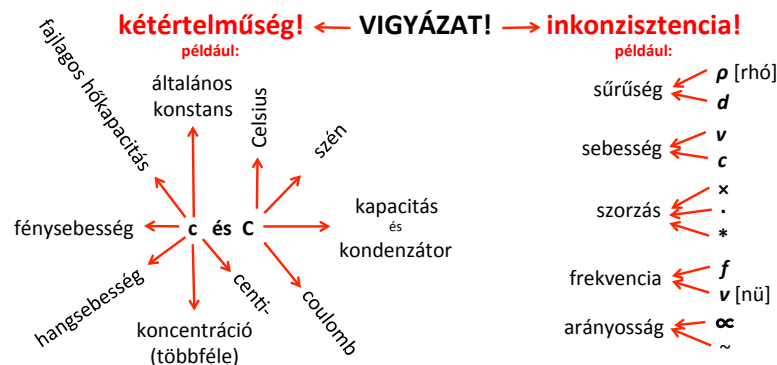 kétértelműség! VIGYÁZAT! inkonzisztencia!
például:
fajlagos hőkapacitás
általános
konstans
Celsius
szén
fénysebesség
c és C
kapacitás
és
kondenzátor
hangsebesség
koncentráció
(többféle)
centi-
coulomb
például:
sűrűség
ρ [rhó]
d
sebesség
v
c
szorzás
×
·
*
frekvencia
f
ν [nü]
arányosság
∝
~